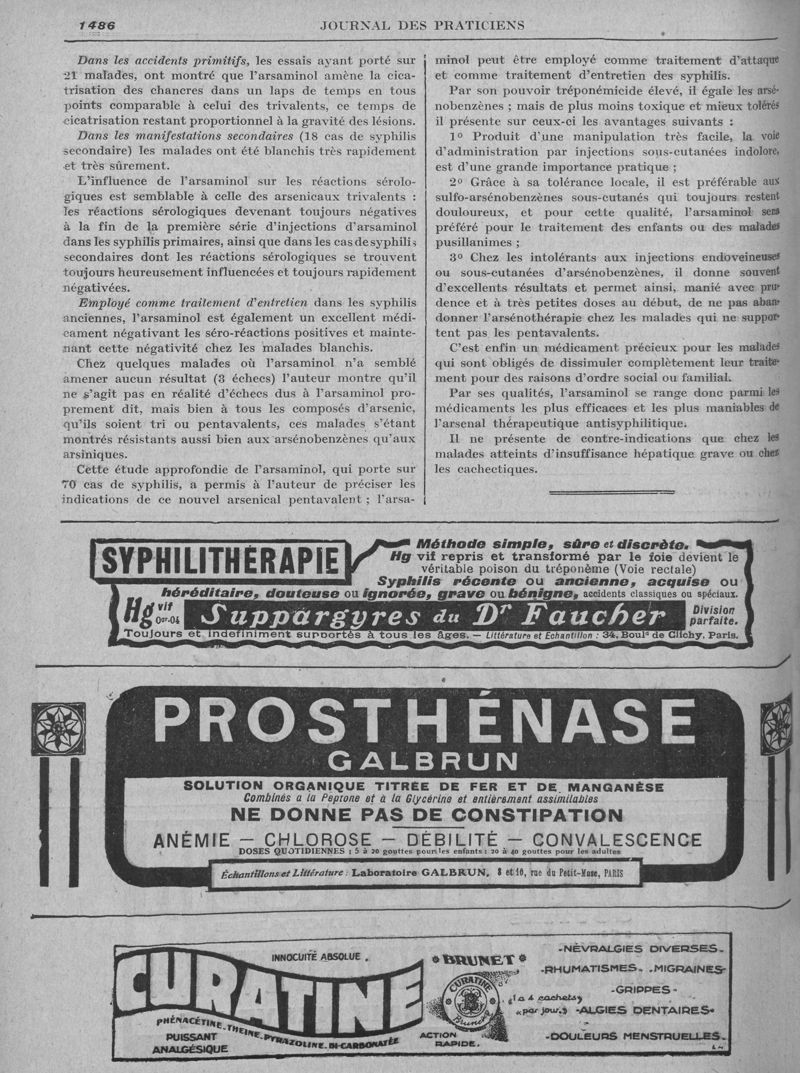 1486
JOURNAL DES PRATICIENS
Dans les accidents primitifs, les essais ayant porté sur
21 malades, ont montré que l'arsaminol amène la cica-
trisation des chancres dans un laps de temps en tous
points comparable à celui des trivalents, ce temps de
cicatrisation restant proportionnel à la gravité des lésions.
Dans les manifestations secondaires (18 cas de syphilis
secondaire) les malades ont été blanchis très rapidement
et très sûrement.
L'influence de l'arsaminol sur les réactions sérolo-
giques est semblable à celle des arsenicaux trivalents :
les réactions sérologiques devenant toujours négatives
à la fin de la première série d'injections d'arsaminol
dans les syphilis primaires, ainsi que dans les cas de syphilis
secondaires dont les réactions sérologiques se trouvent
toujours heureusement influencées et toujours rapidement
négativées.
Employé comme traitement d'entretien dans les syphilis
anciennes, l'arsaminol est également un excellent médi-
cament négativant les séro-réactions positives et mainte-
nant cette négativité chez les malades blanchis.
Chez quelques malades où l'arsaminol n'a semblé
amener aucun résultat (3 échecs) l'auteur montre qu'il
ne s'agit pas en réalité d'échecs dus à l'arsaminol pro-
prement dit, mais bien à tous les composés d'arsenic,
qu'ils soient tri ou pentavalents, ces malades s'étant
montrés résistants aussi bien aux arsénobenzènes qu'aux
arsiniques.
Cette étude approfondie de l'arsaminol, qui porte sur
70 cas de syphilis, a permis à l'auteur de préciser les
indications de ce nouvel arsenical pentavalent ; l'arsa-
minol peut être employé comme traitement d'attaque
et comme traitement d'entretien des syphilis.
Par son pouvoir tréponémicide élevé, il égale les arsé-
nobenzènes ; mais de plus moins toxique et mieux tolérés
il présente sur ceux-ci les avantages suivants :
1º Produit d'une manipulation très facile, la voie
d'administration par injections sous-cutanées indolore,
est d'une grande importance pratique ;
2º Grâce à sa tolérance locale, il est préférable aux
sulfo-arsénobenzènes sous-cutanés qui toujours restent
douloureux, et pour cette qualité, l'arsaminol sera
préféré pour le traitement des enfants ou des malades
pusillanimes ;
3º Chez les intolérants aux injections endoveineuses
ou sous-cutanées d'arsénobenzènes, il donne souvent
d'excellents résultats et permet ainsi, manié avec pru-
dence et à très petites doses au début, de ne pas aban-
donner l'arsénothérapie chez les malades qui ne suppor-
tent pas les pentavalents.
C'est enfin un médicament précieux pour les malades
qui sont obligés de dissimuler complètement leur traite-
ment pour des raisons d'ordre social ou familial.
Par ses qualités, l'arsaminol se range donc parmi les
médicaments les plus efficaces et les plus maniables de
l'arsenal thérapeutique antisyphilitique.
Il ne présente de contre-indications que chez les
malades atteints d'insuffisance hépatique grave ou chez
les cachectiques.
SYPHILITHÉRAPIE
Méthode simple, sûre et discrète.
Hg vif repris et transformé par le foie devient le
véritable poison du tréponème (Voie rectale)
Syphilis récente ou ancienne, acquise ou
héréditaire, douteuse ou ignorée, grave ou bénigne, accidents classiques ou spéciaux.
Hg vif 0gr.04
Suppargyres du Dr Faucher
Division parfaite.
Toujours et indéfiniment supportés à tous les âges. — Littérature et Echantillon : 34, Boulᵈ de Clichy, Paris.
PROSTHÉNASE
GALBRUN
SOLUTION ORGANIQUE TITRÉE DE FER ET DE MANGANÈSE
Combinés a la Peptone et à la Glycérine et entièrement assimilables
NE DONNE PAS DE CONSTIPATION
ANÉMIE — CHLOROSE — DÉBILITÉ — CONVALESCENCE
DOSES QUOTIDIENNES : 5 à 20 gouttes pour les enfants : 20 à 40 gouttes pour les adultes
Échantillons et Littérature : Laboratoire GALBRUN, 8 et 10, rue du Petit-Musc, PARIS
INNOCUITÉ ABSOLUE.
CURATINE
PHÉNACÉTINE-THEINE-PYRAZOLINE-BI-CARBONATÉE
PUISSANT
ANALGÉSIQUE
BRUNET
CURATINE
Brunet
ACTION
RAPIDE.
1 a 4 cachets
par jour.
-NÉVRALGIES DIVERSES-
-RHUMATISMES- -MIGRAINES-
-GRIPPES-
-ALGIES DENTAIRES-
-DOULEURS MENSTRUELLES-